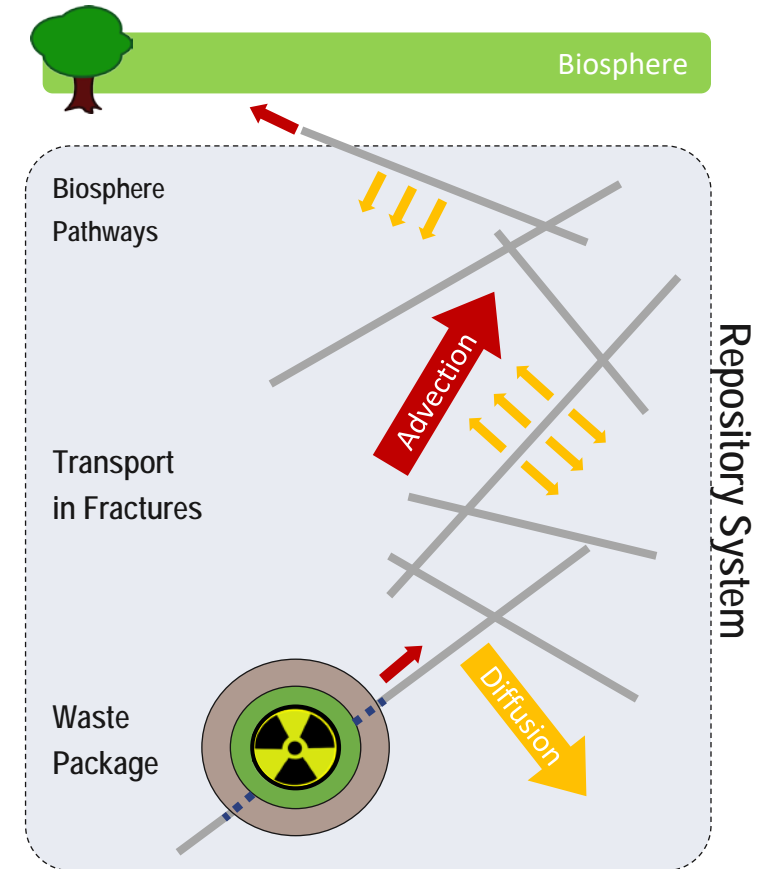 Biosphere
Biosphere
Pathways
Advection
Repository System
Transport
in Fractures
Diffusion
Waste
Package